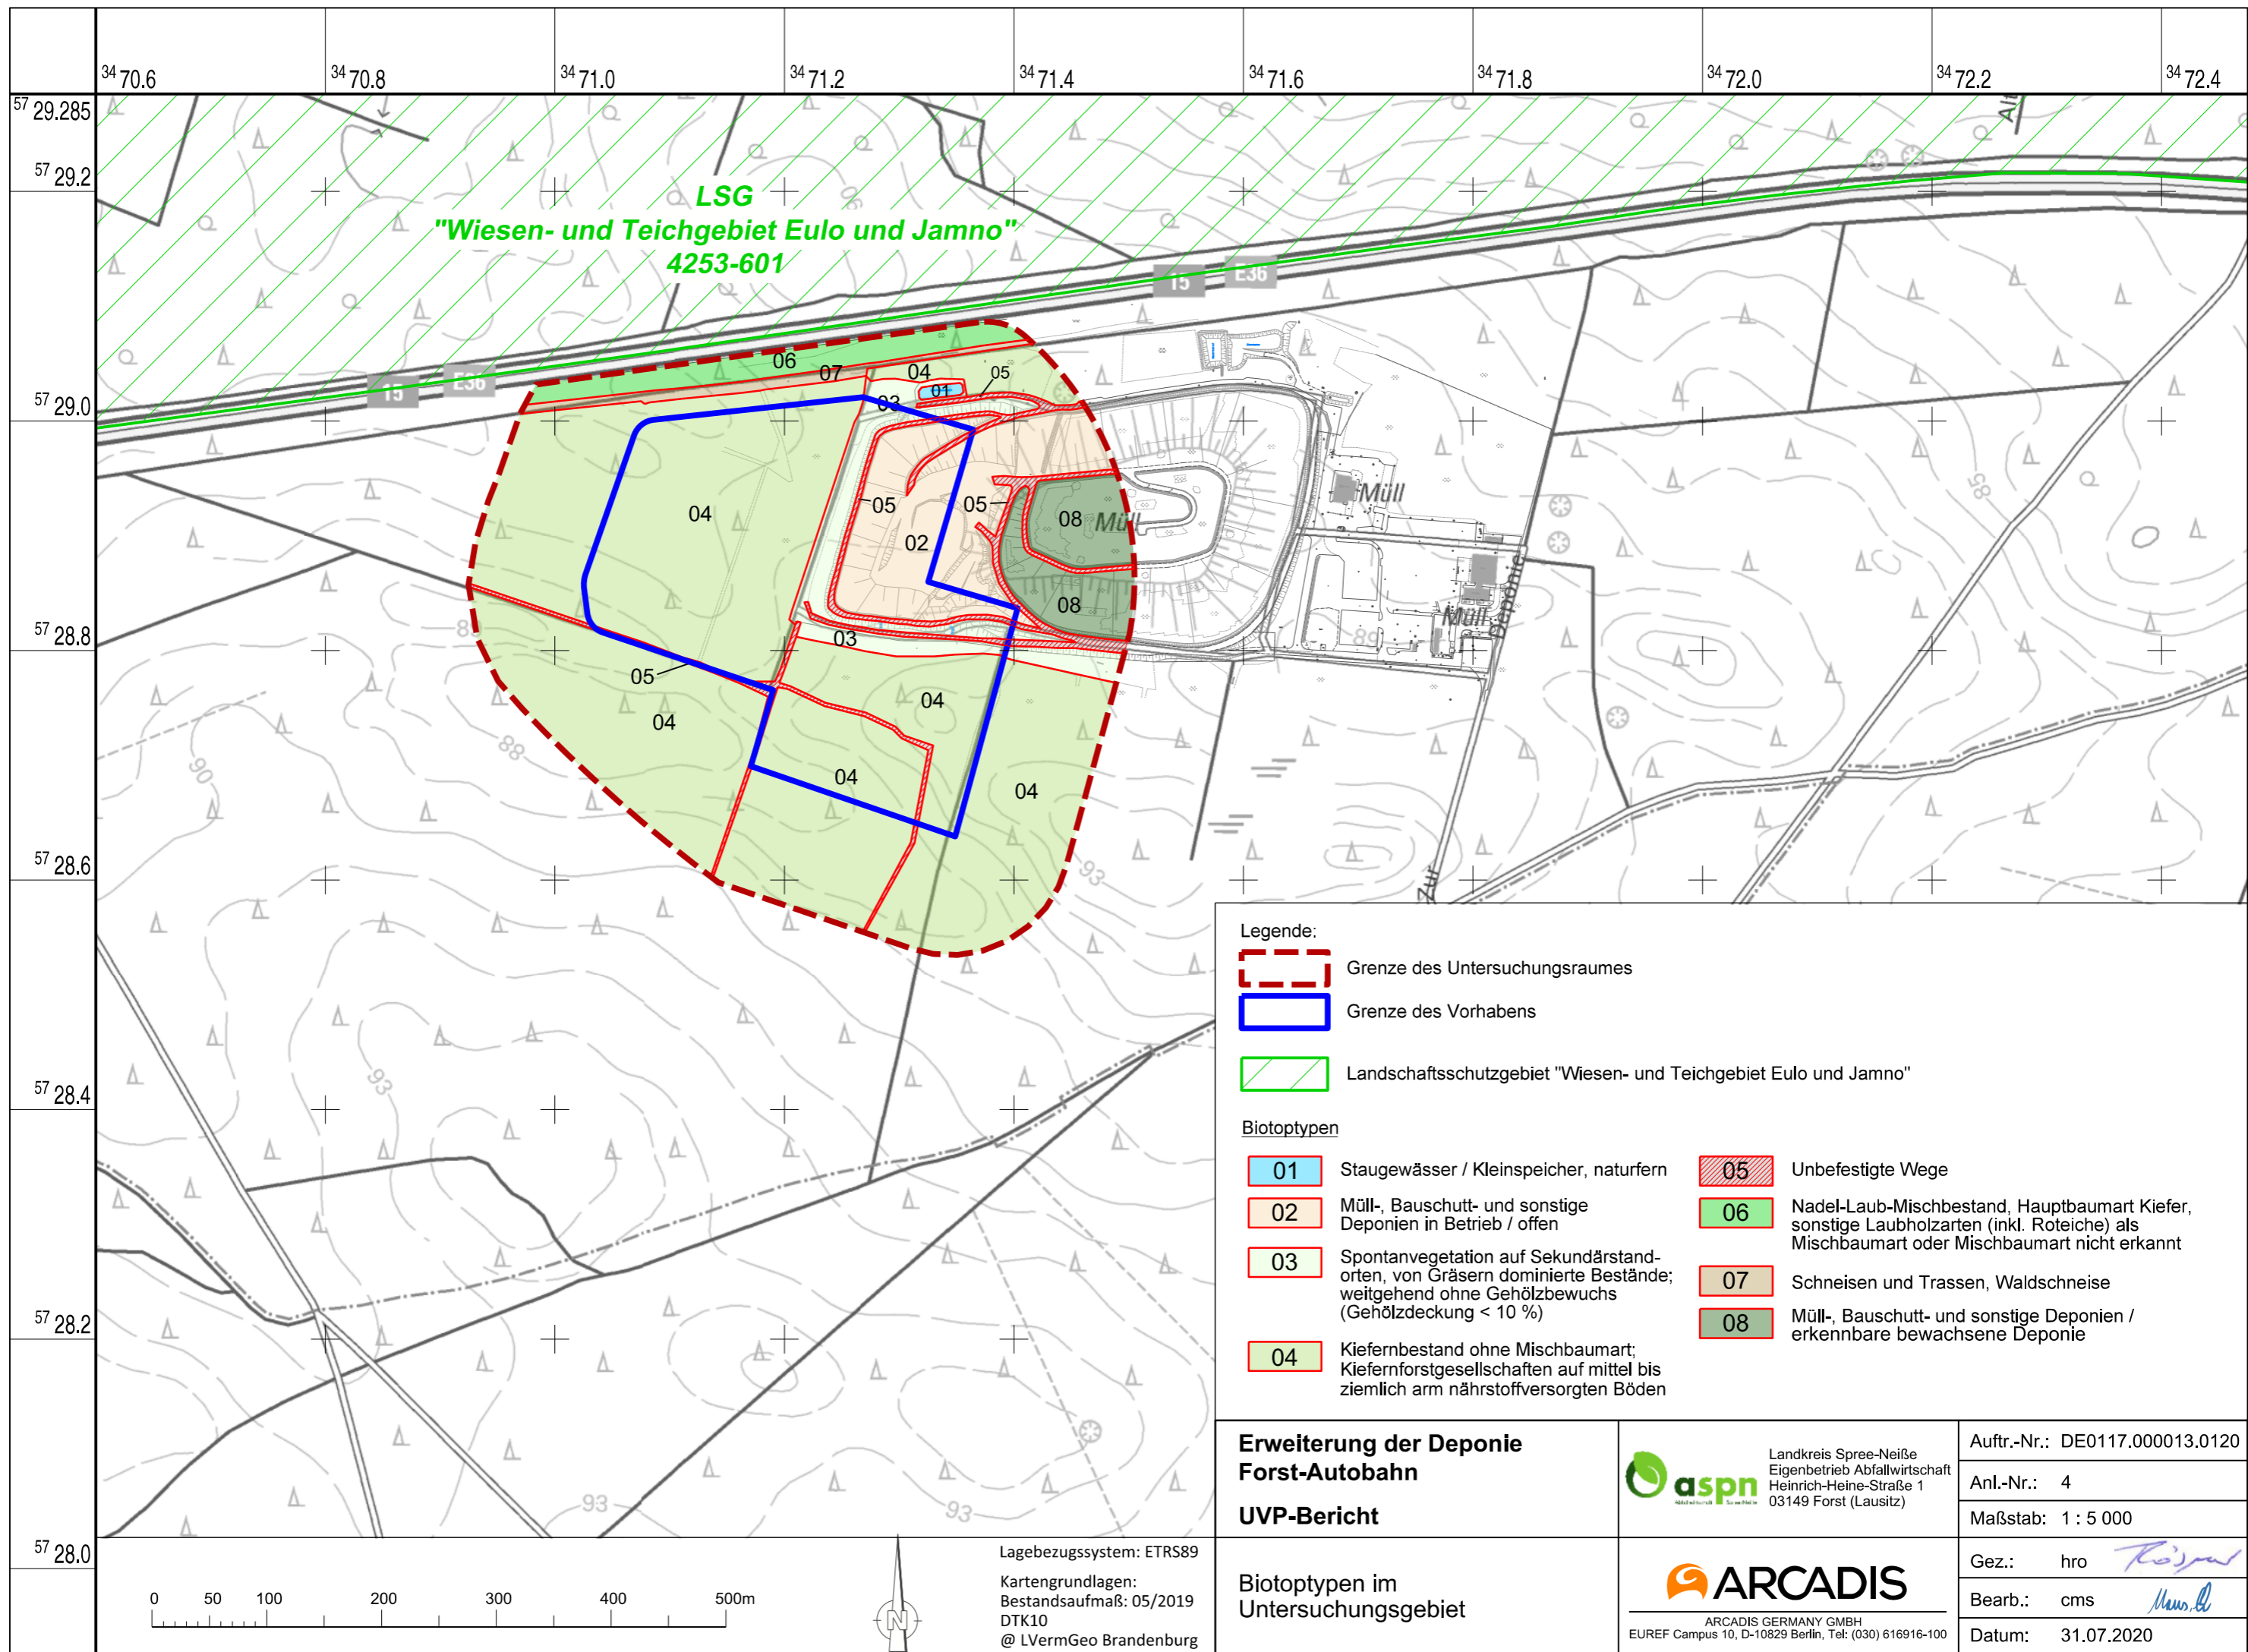 34 70.6
34 70.8
34 71.0
34 71.2
34 71.4
34 71.6
34 71.8
34 72.0
34 72.2
34 72.4
57 29.285
57 29.2
57 29.0
57 28.8
57 28.6
57 28.4
57 28.2
57 28.0
LSG
"Wiesen- und Teichgebiet Eulo und Jamno"
4253-601
90
15
E36
15
E36
06
07
04
05
01
03
04
05
05
08
Müll
Müll
02
85
08
Müll
Deponie
89
03
05
04
04
88
90
04
04
93
Zur
93
93
93
Legende:
Grenze des Untersuchungsraumes
Grenze des Vorhabens
Landschaftsschutzgebiet "Wiesen- und Teichgebiet Eulo und Jamno"
Biotoptypen
01 Staugewässer / Kleinspeicher, naturfern
02 Müll-, Bauschutt- und sonstige
Deponien in Betrieb / offen
03 Spontanvegetation auf Sekundärstand-
orten, von Gräsern dominierte Bestände;
weitgehend ohne Gehölzbewuchs
(Gehölzdeckung < 10 %)
04 Kiefernbestand ohne Mischbaumart;
Kiefernforstgesellschaften auf mittel bis
ziemlich arm nährstoffversorgten Böden
05 Unbefestigte Wege
06 Nadel-Laub-Mischbestand, Hauptbaumart Kiefer,
sonstige Laubholzarten (inkl. Roteiche) als
Mischbaumart oder Mischbaumart nicht erkannt
07 Schneisen und Trassen, Waldschneise
08 Müll-, Bauschutt- und sonstige Deponien /
erkennbare bewachsene Deponie
Erweiterung der Deponie
Forst-Autobahn
UVP-Bericht
aspn
Landkreis Spree-Neiße
Eigenbetrieb Abfallwirtschaft
Heinrich-Heine-Straße 1
03149 Forst (Lausitz)
Auftr.-Nr.: DE0117.000013.0120
Anl.-Nr.: 4
Maßstab: 1 : 5 000
Biotoptypen im
Untersuchungsgebiet
ARCADIS
ARCADIS GERMANY GMBH
EUREF Campus 10, D-10829 Berlin, Tel: (030) 616916-100
Gez.: hro
Bearb.: cms
Datum: 31.07.2020
0 50 100 200 300 400 500m
N
Lagebezugssystem: ETRS89
Kartengrundlagen:
Bestandsaufmaß: 05/2019
DTK10
@ LVermGeo Brandenburg